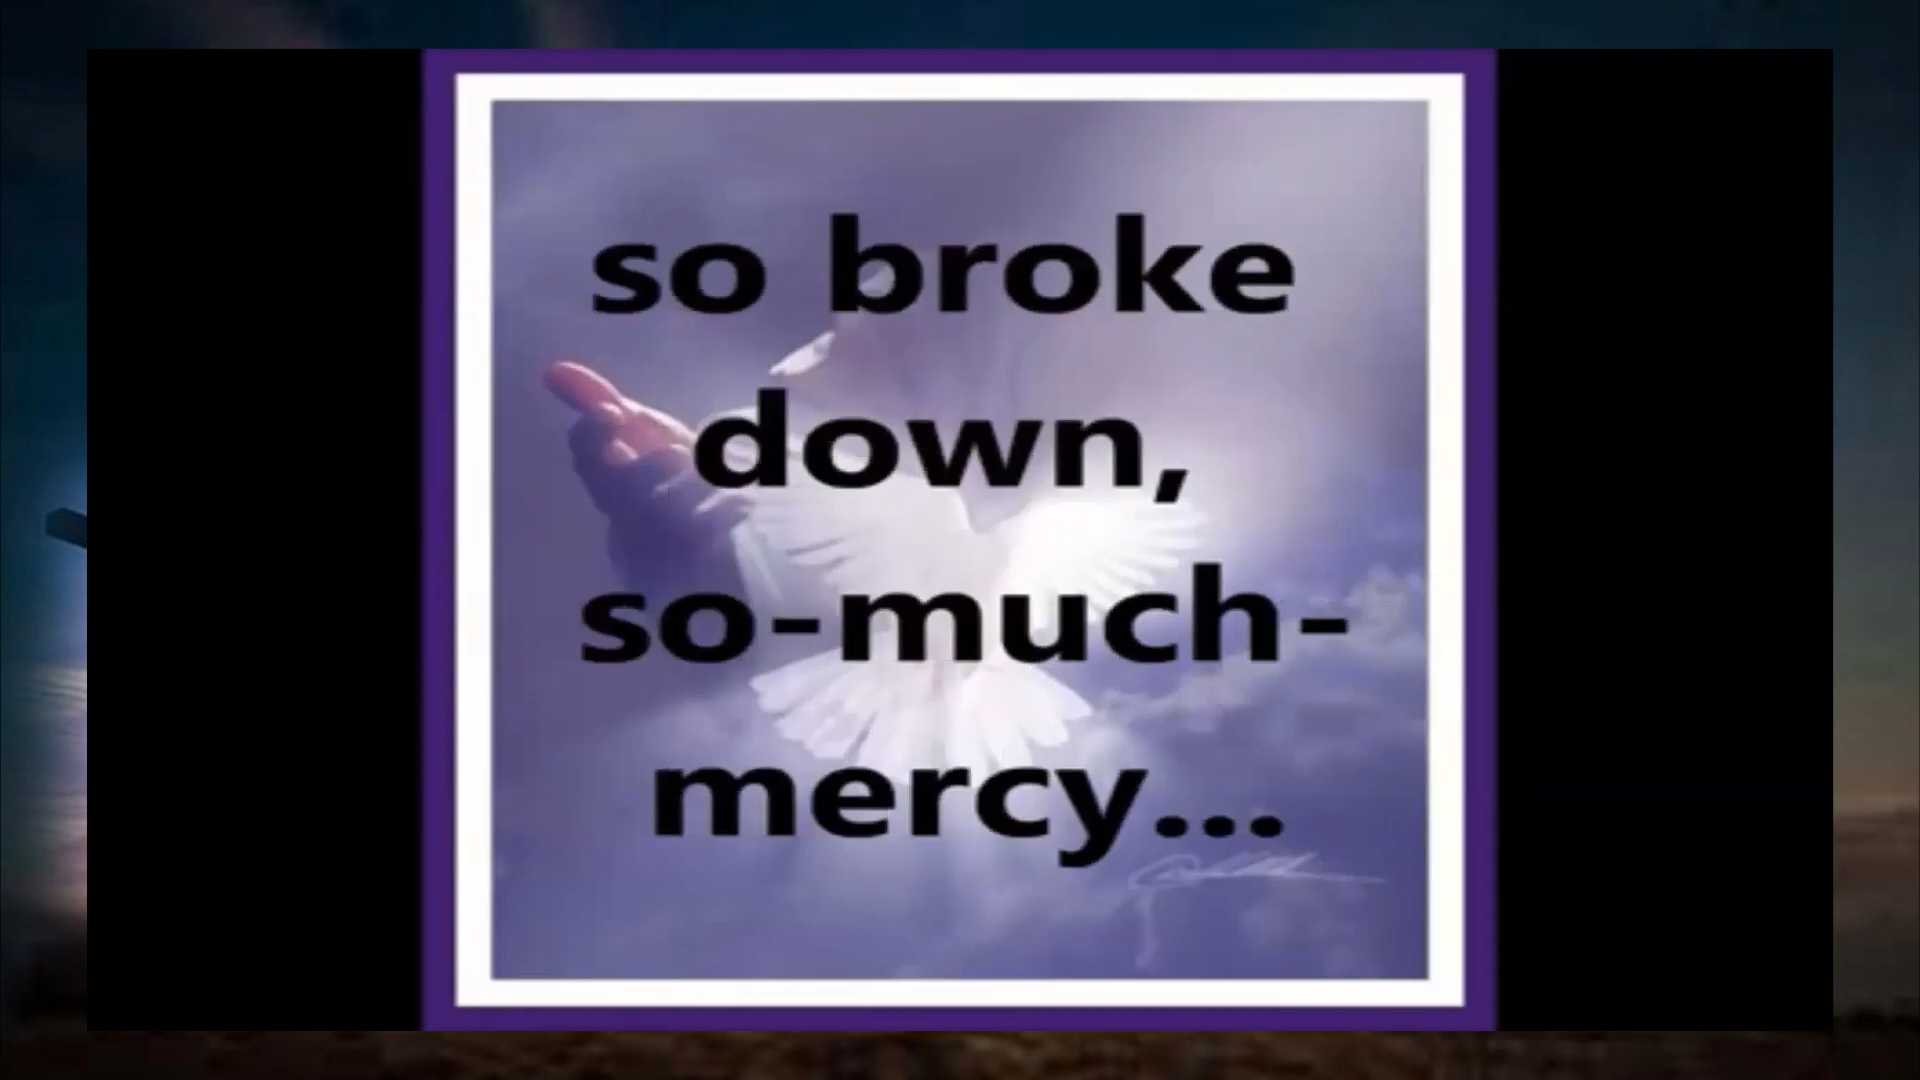 so broke
down,
so-much-
mercy...